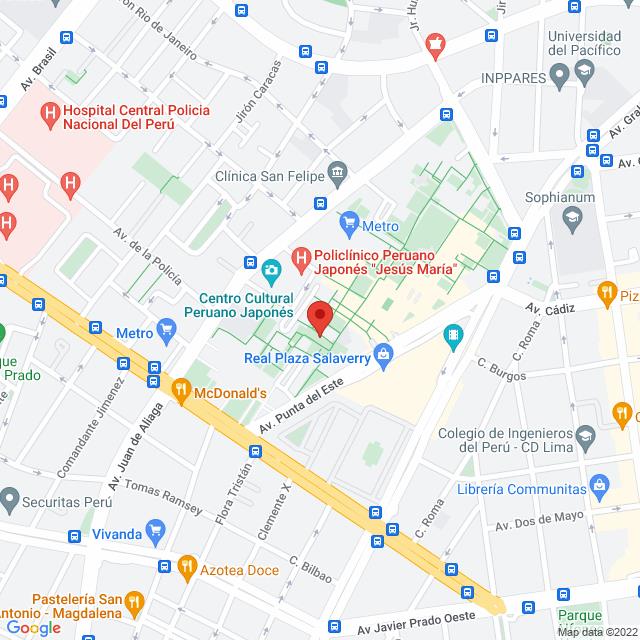 on Rio de Janeiro
Jr. Hu
Universidad
del Pacífico
Av. Brasil
INPPARES
Jirón Caracas
Hospital Central Policia
Nacional Del Perú
Av. Gral
Av. G
Clínica San Felipe
Sophianum
Metro
Av. de la Policia
Policlínico Peruano
Japonés "Jesús María"
Centro Cultural
Peruano Japonés
Piz
Av. Cádiz
Metro
que
Prado
Real Plaza Salaverry
C. Roma
C. Burgos
McDonald's
Comandante Jimenez
Av. Juan de Aliaga
Av. Punta del Este
Colegio de Ingenieros
del Perú - CD Lima
Flora Tristán
Tomas Ramsey
Clemente X
Librería Communitas
Securitas Perú
C. Roma
Av. Dos de Mayo
Vivanda
Azotea Doce
C. Bilbao
Pastelería San
Antonio - Magdalena
Av Javier Prado Oeste
Parque
Google
Map data ©2022